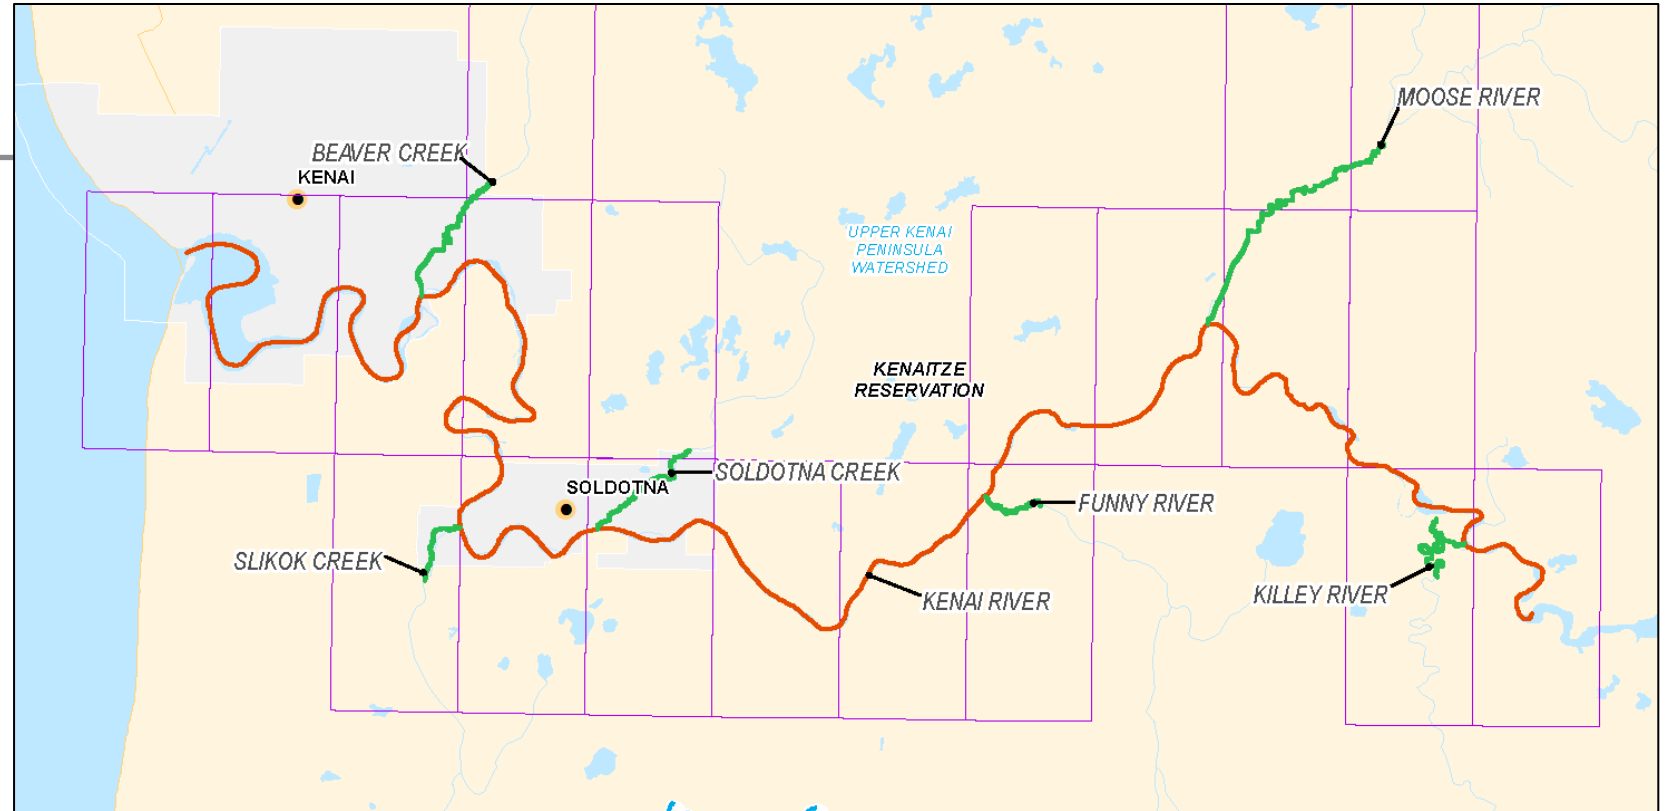 MOOSE RIVER
BEAVER CREEK
KENAI
UPPER KENAI
PENINSULA
WATERSHED
KENAITZE
RESERVATION
SOLDOTNA CREEK
SOLDOTNA
FUNNY RIVER
SLIKOK CREEK
KILLEY RIVER
KENAI RIVER